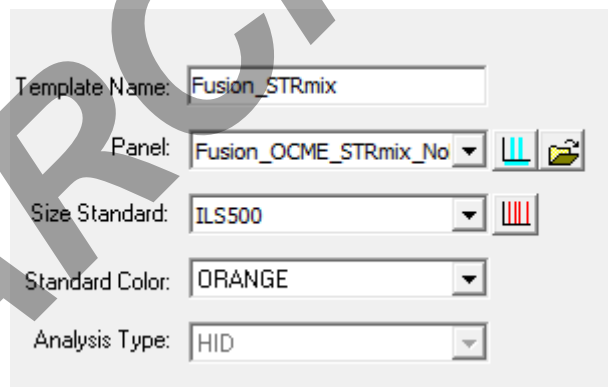 Template Name: Fusion_STRmix
Panel: Fusion_OCME_STRmix_No
Size Standard: ILS500
Standard Color: ORANGE
Analysis Type: HID